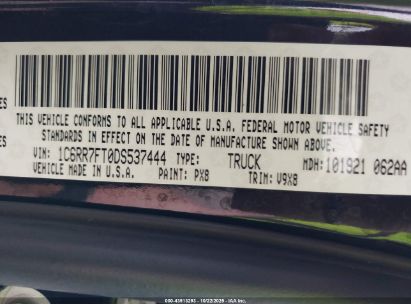 THIS VEHICLE CONFORMS TO ALL APPLICABLE U.S.A. FEDERAL MOTOR VEHICLE SAFETY
STANDARDS IN EFFECT ON THE DATE OF MANUFACTURE SHOWN ABOVE.
VIN: 1C6RR7FT0DS537444 TYPE: TRUCK MDH: 101921 062AA
VEHICLE MADE IN U.S.A. PAINT: PX8 TRIM: V9X8